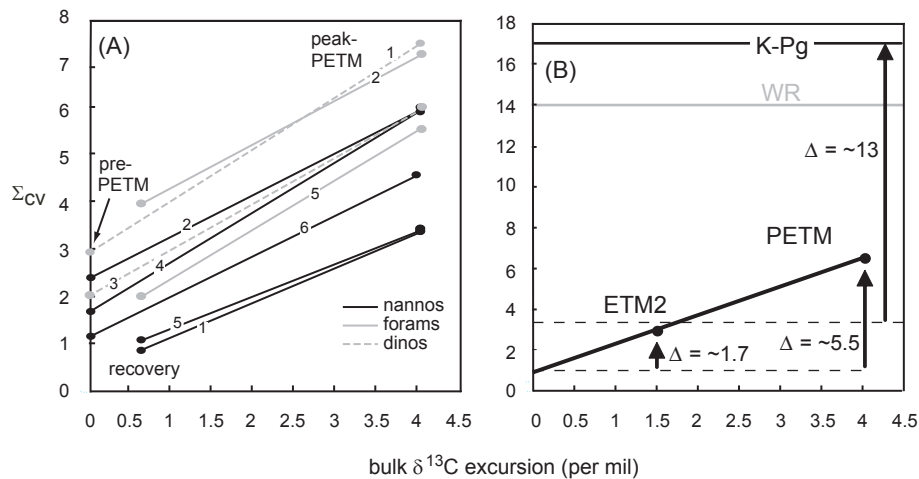 (A)
peak-
PETM
pre-
PETM
ΣCV
8
7
6
5
4
3
2
1
0
1
2
5
2
6
4
3
5
1
nannos
forams
dinos
recovery
0 0.5 1 1.5 2 2.5 3 3.5 4 4.5
(B)
K-Pg
WR
Δ = ~13
PETM
ETM2
Δ = ~1.7
Δ = ~5.5
18
16
14
12
10
8
6
4
2
0
0 0.5 1 1.5 2 2.5 3 3.5 4 4.5
bulk δ13C excursion (per mil)